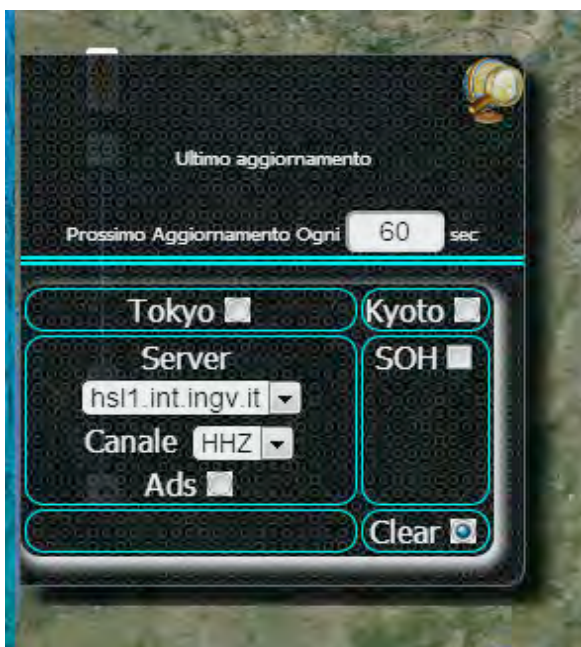 Ultimo aggiornamento
Prossimo Aggiornamento Ogni 60 sec
Tokyo Kyoto
Server SOH
hsl1.int.ingv.it
Canale HHZ
Ads
Clear